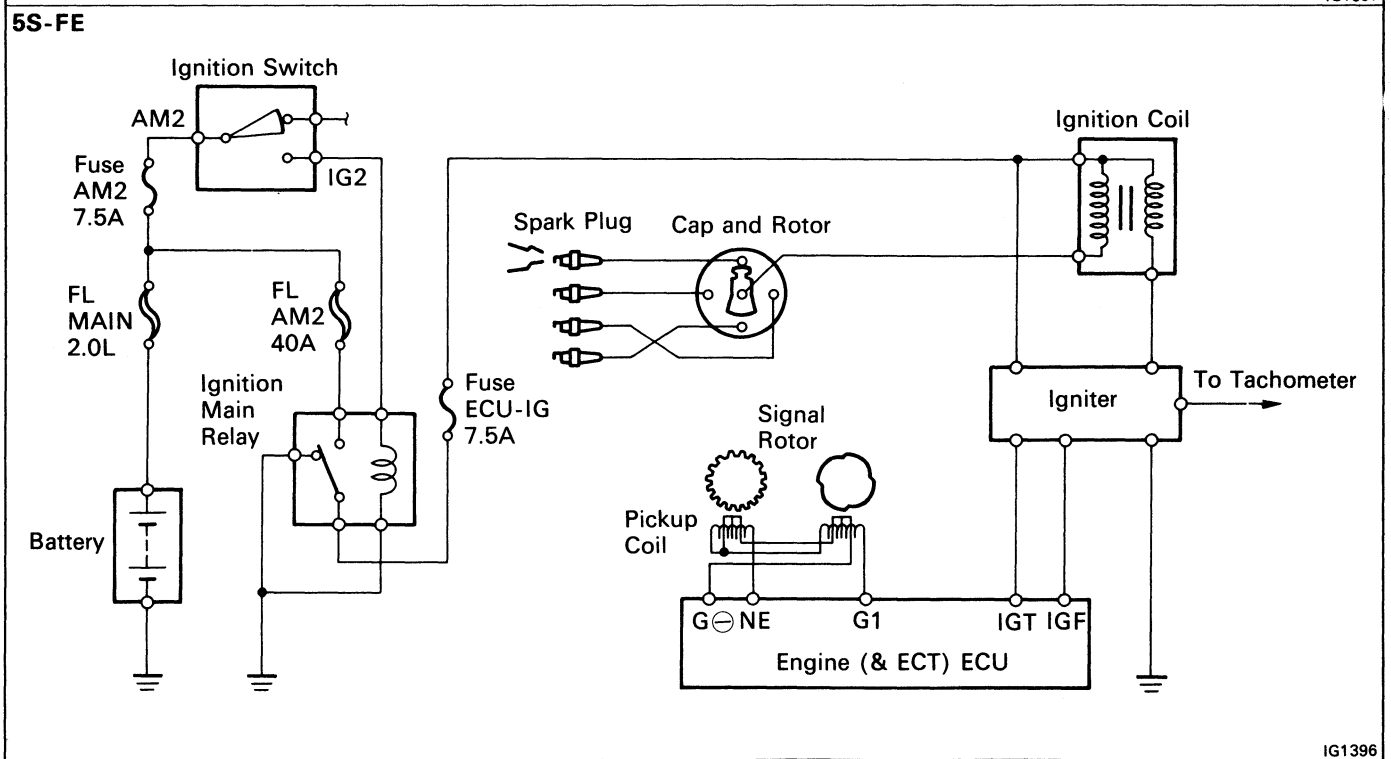 5S-FE
Ignition Switch
AM2
IG2
Fuse
AM2
7.5A
FL
MAIN
2.0L
FL
AM2
40A
Ignition
Main
Relay
Battery
Fuse
ECU-IG
7.5A
Spark Plug
Cap and Rotor
Ignition Coil
Igniter
To Tachometer
Signal
Rotor
Pickup
Coil
G⊖ NE G1 IGT IGF
Engine (& ECT) ECU
IG1396